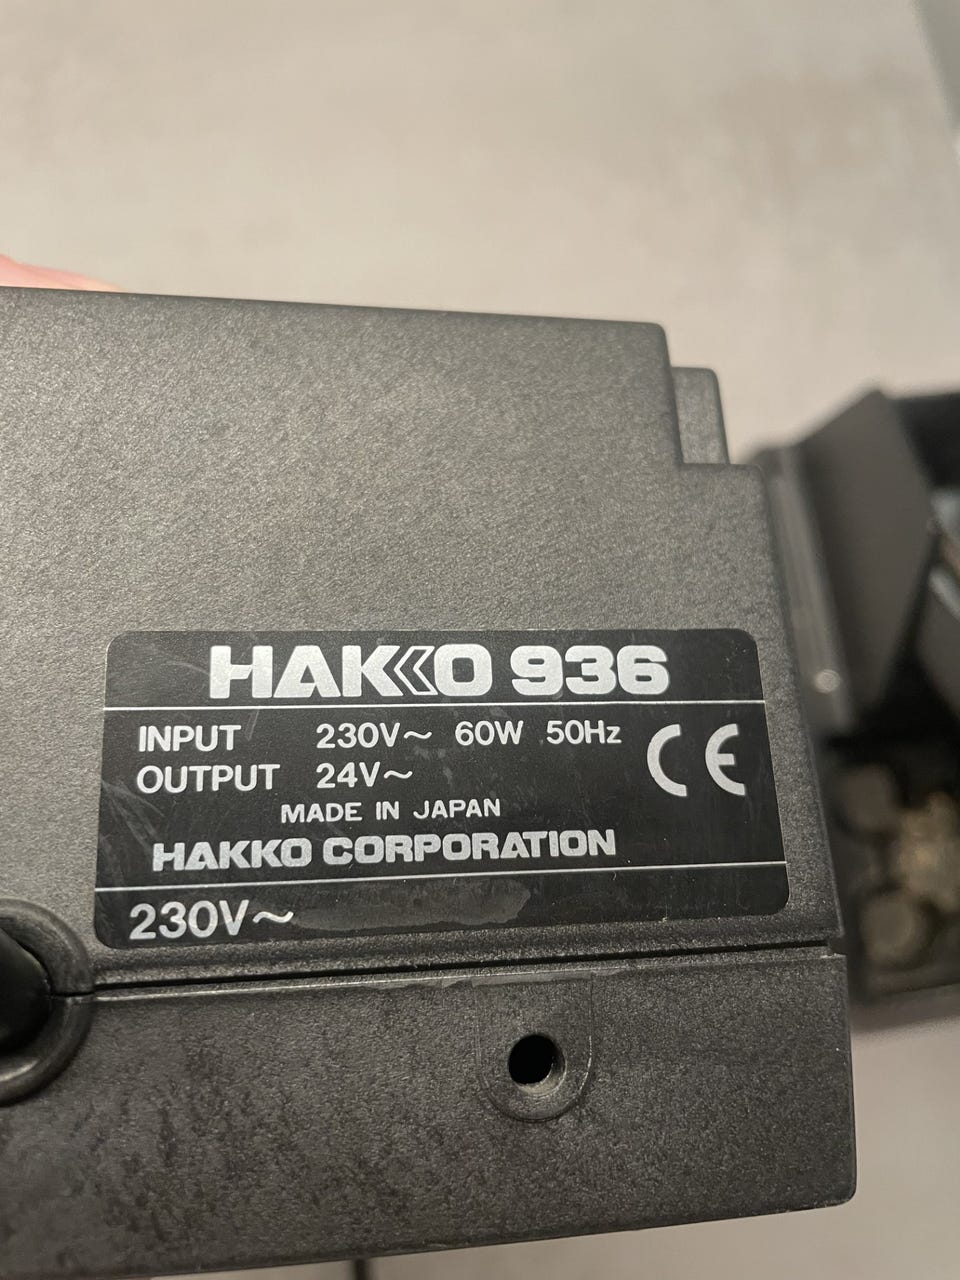 HAKKO 936
INPUT 230V~ 60W 50Hz
OUTPUT 24V~
CE
MADE IN JAPAN
HAKKO CORPORATION
230V~